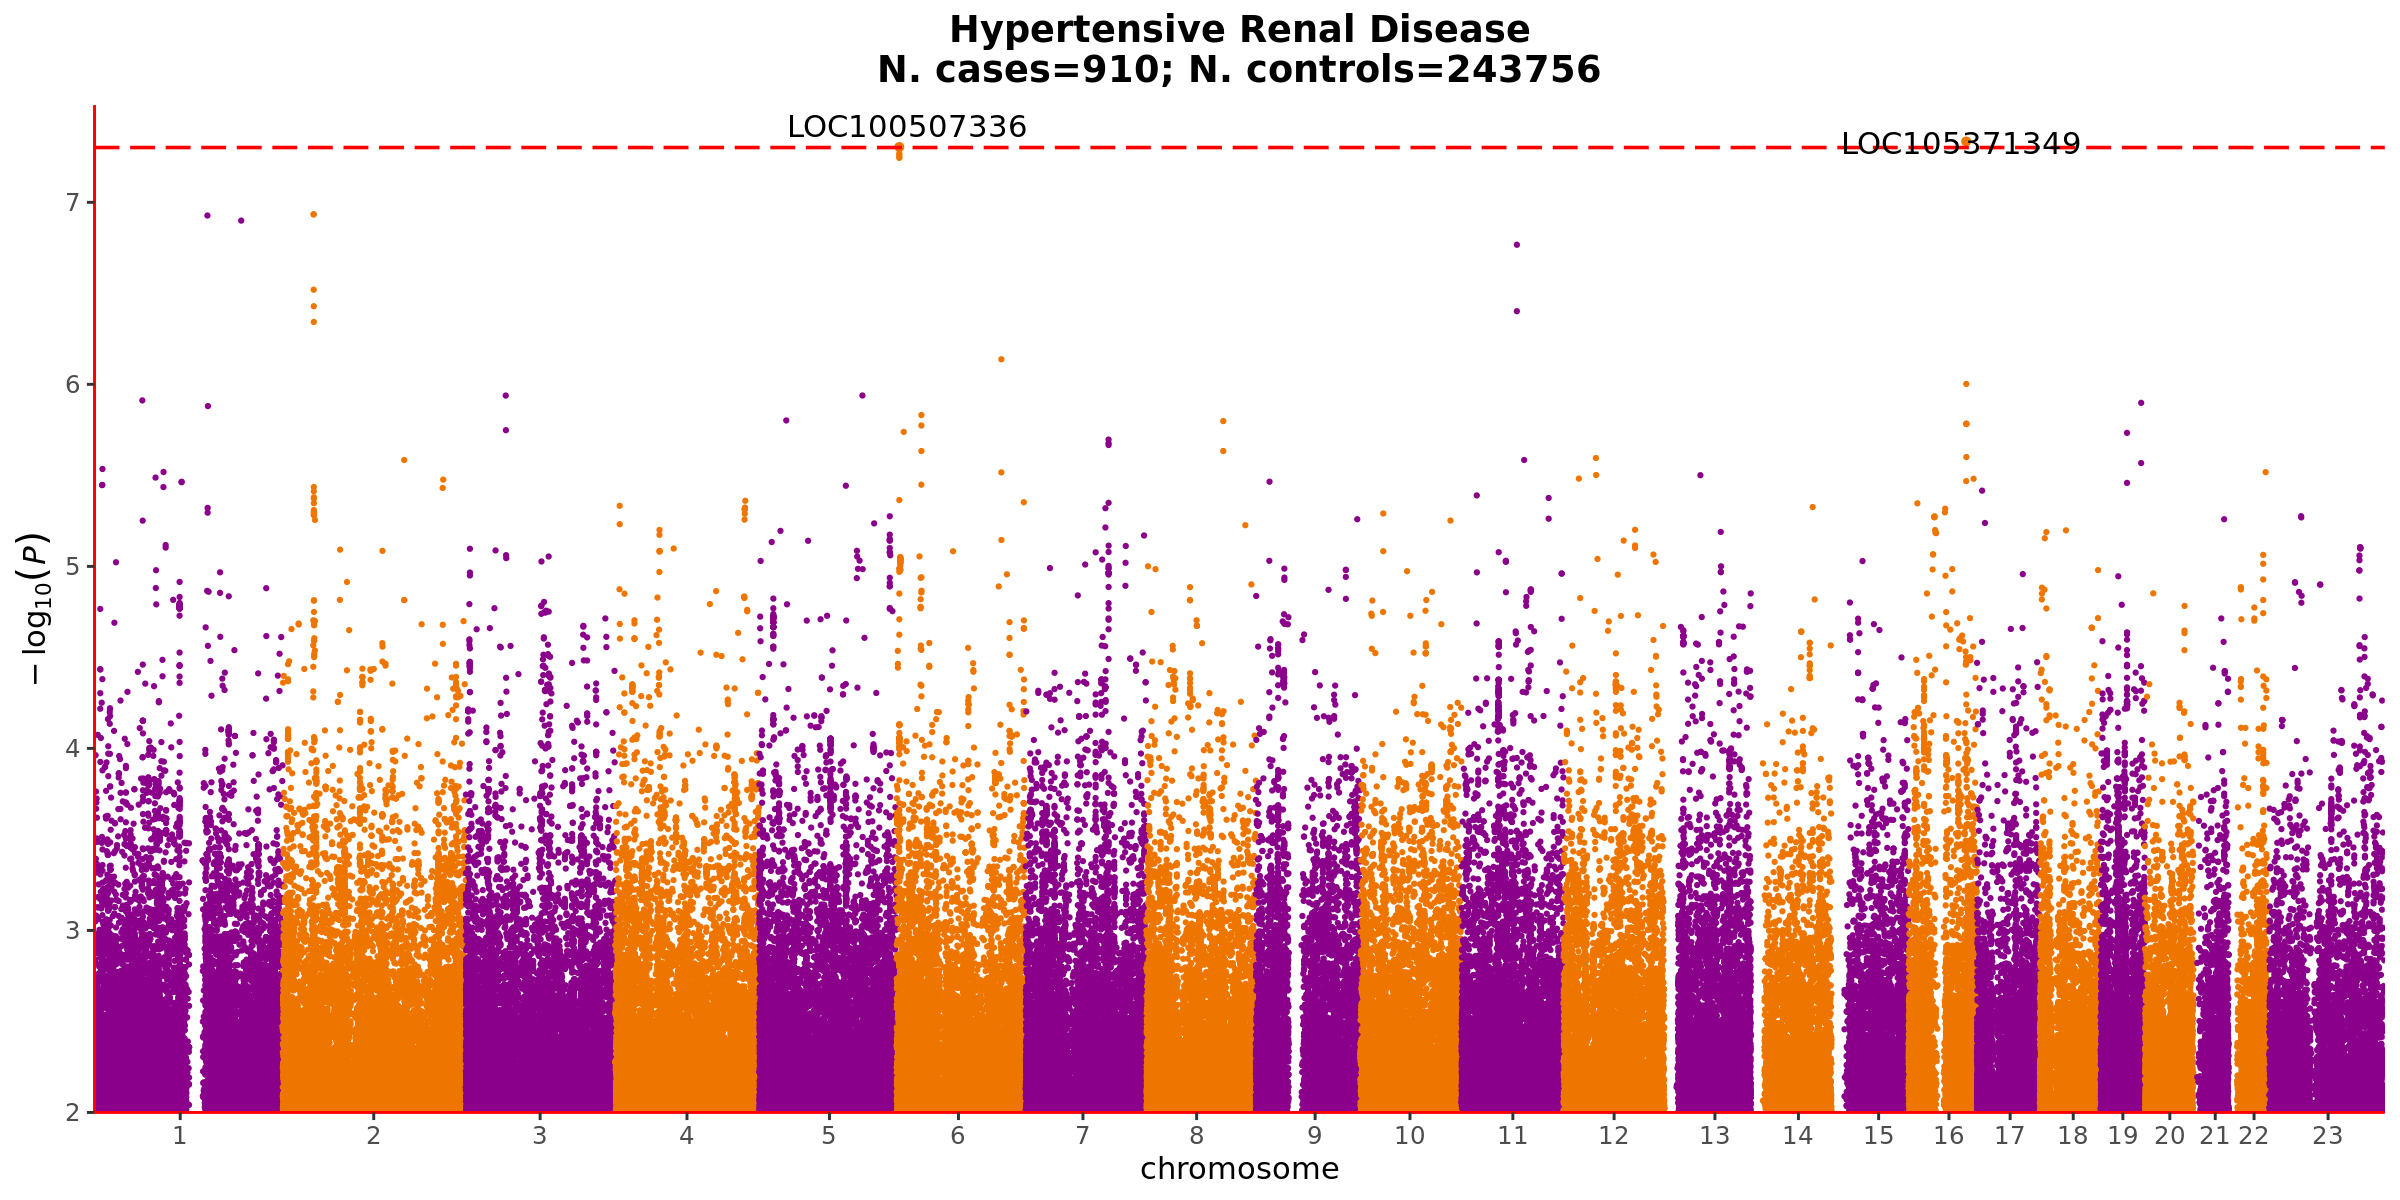 Hypertensive Renal Disease
N. cases=910; N. controls=243756
LOC100507336
LOC105371349
7
6
5
4
3
2
−log10(P)
1 2 3 4 5 6 7 8 9 10 11 12 13 14 15 16 17 18 19 20 21 22 23
chromosome